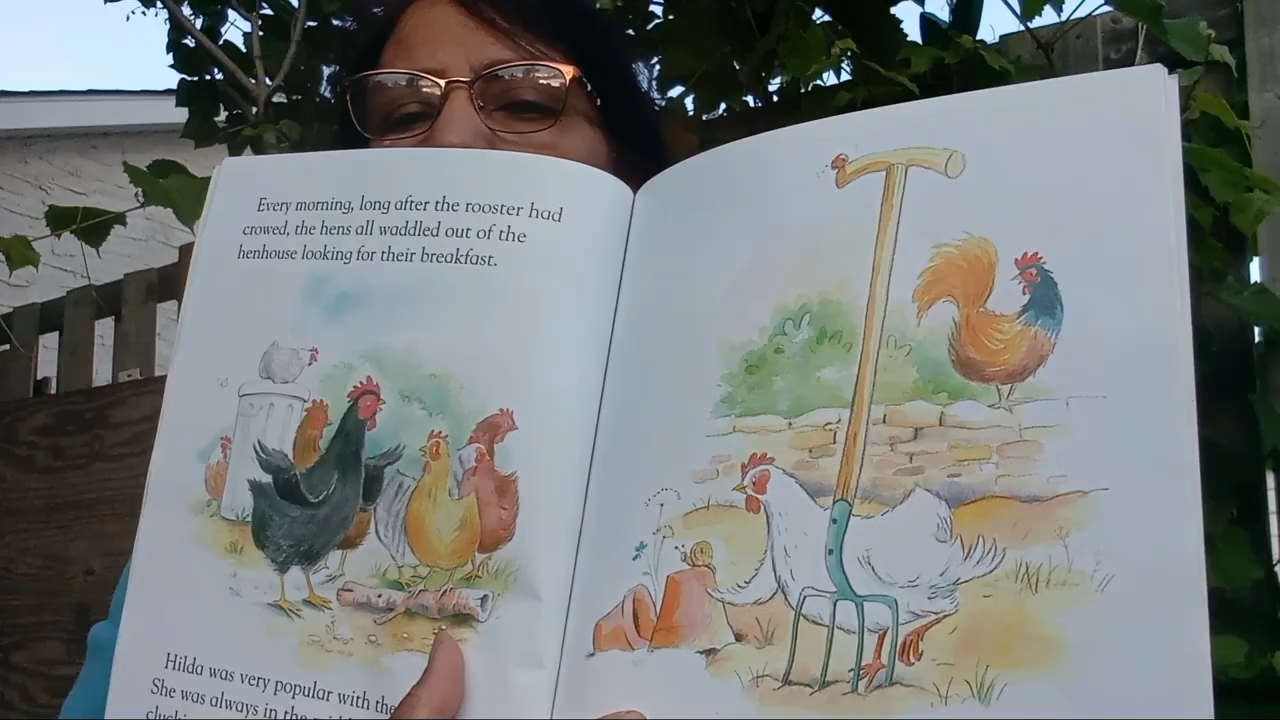 Every morning, long after the rooster had
crowed, the hens all waddled out of the
henhouse looking for their breakfast.
Hilda was very popular with the
She was always in the